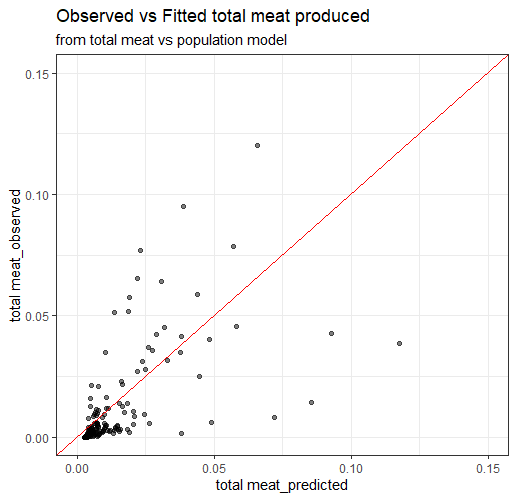 Observed vs Fitted total meat produced
from total meat vs population model
0.15
0.10
0.05
0.00
total meat_observed
0.00
0.05
0.10
0.15
total meat_predicted